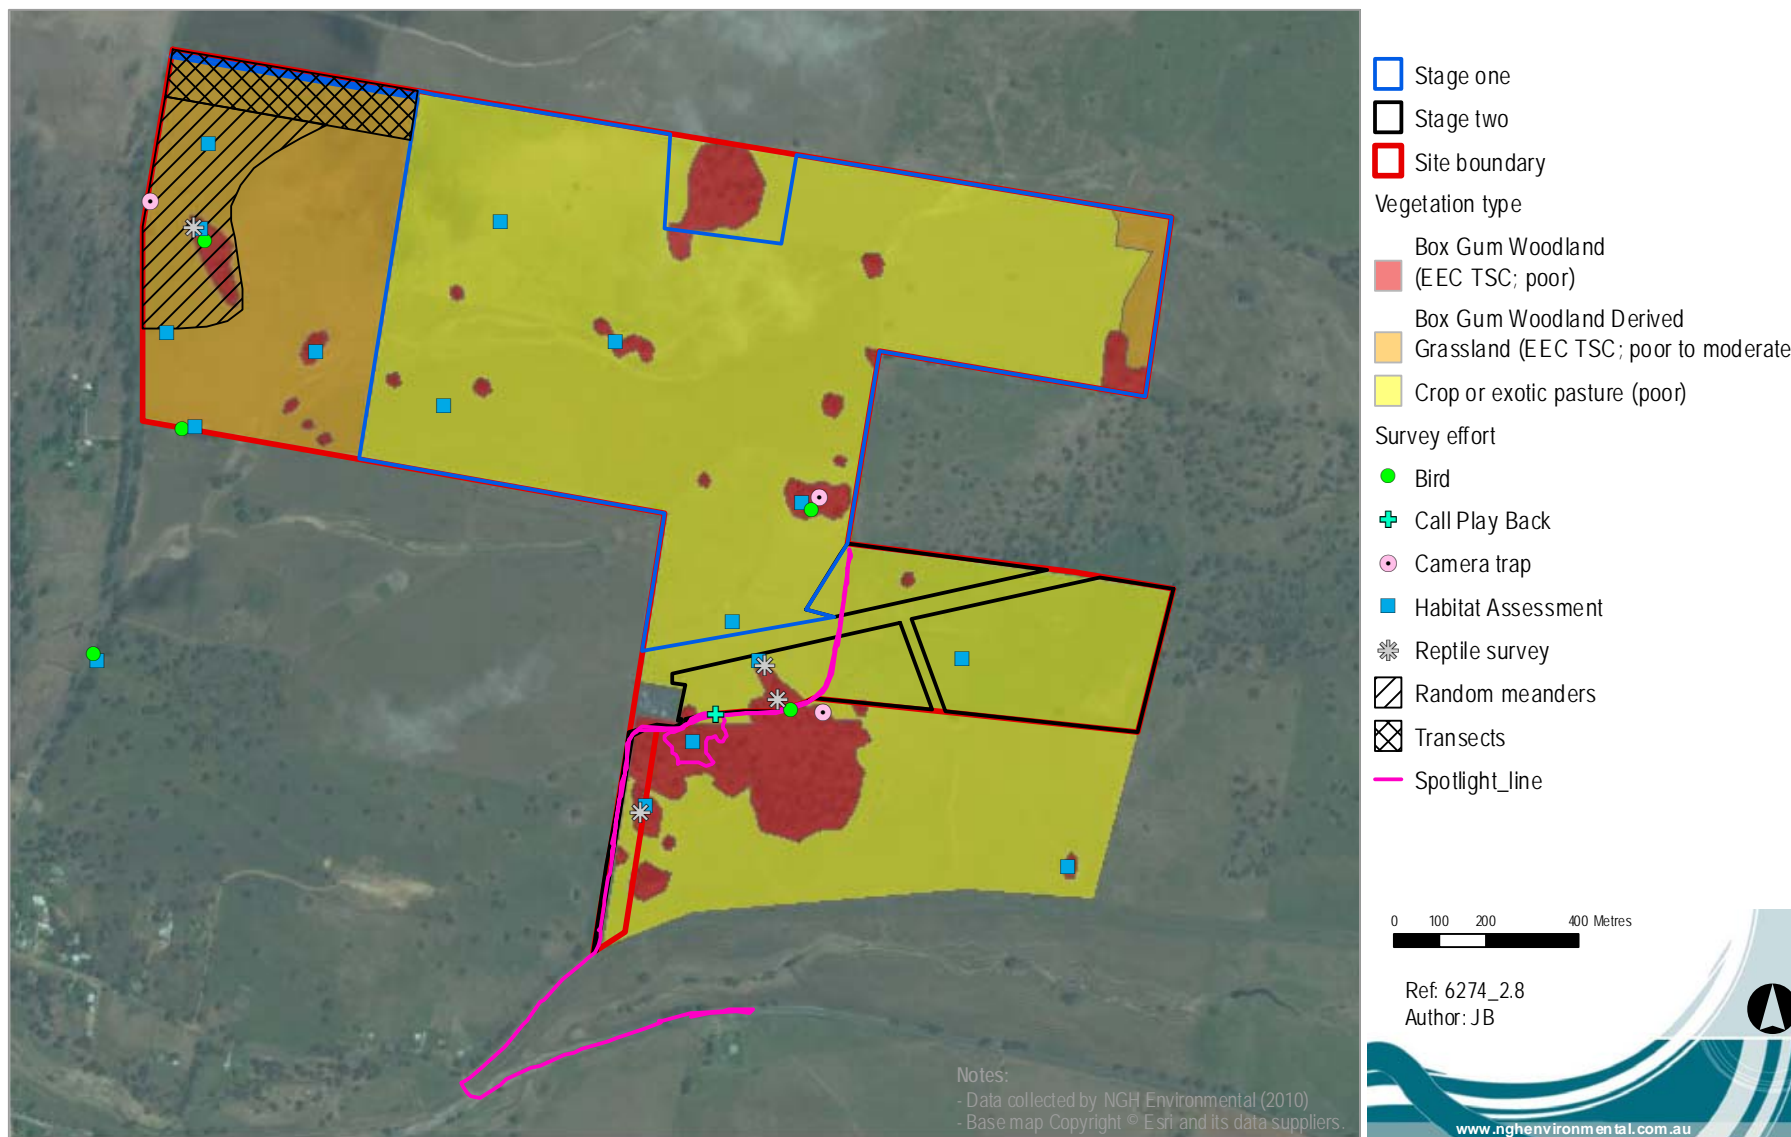 Stage one
Stage two
Site boundary
Vegetation type
Box Gum Woodland
(EEC TSC; poor)
Box Gum Woodland Derived
Grassland (EEC TSC; poor to moderate
Crop or exotic pasture (poor)
Survey effort
Bird
Call Play Back
Camera trap
Habitat Assessment
Reptile survey
Random meanders
Transects
Spotlight_line
0 100 200 400 Metres
Ref: 6274_2.8
Author: JB
Notes:
- Data collected by NGH Environmental (2010)
- Base map Copyright © Esri and its data suppliers.
www.nghenvironmental.com.au